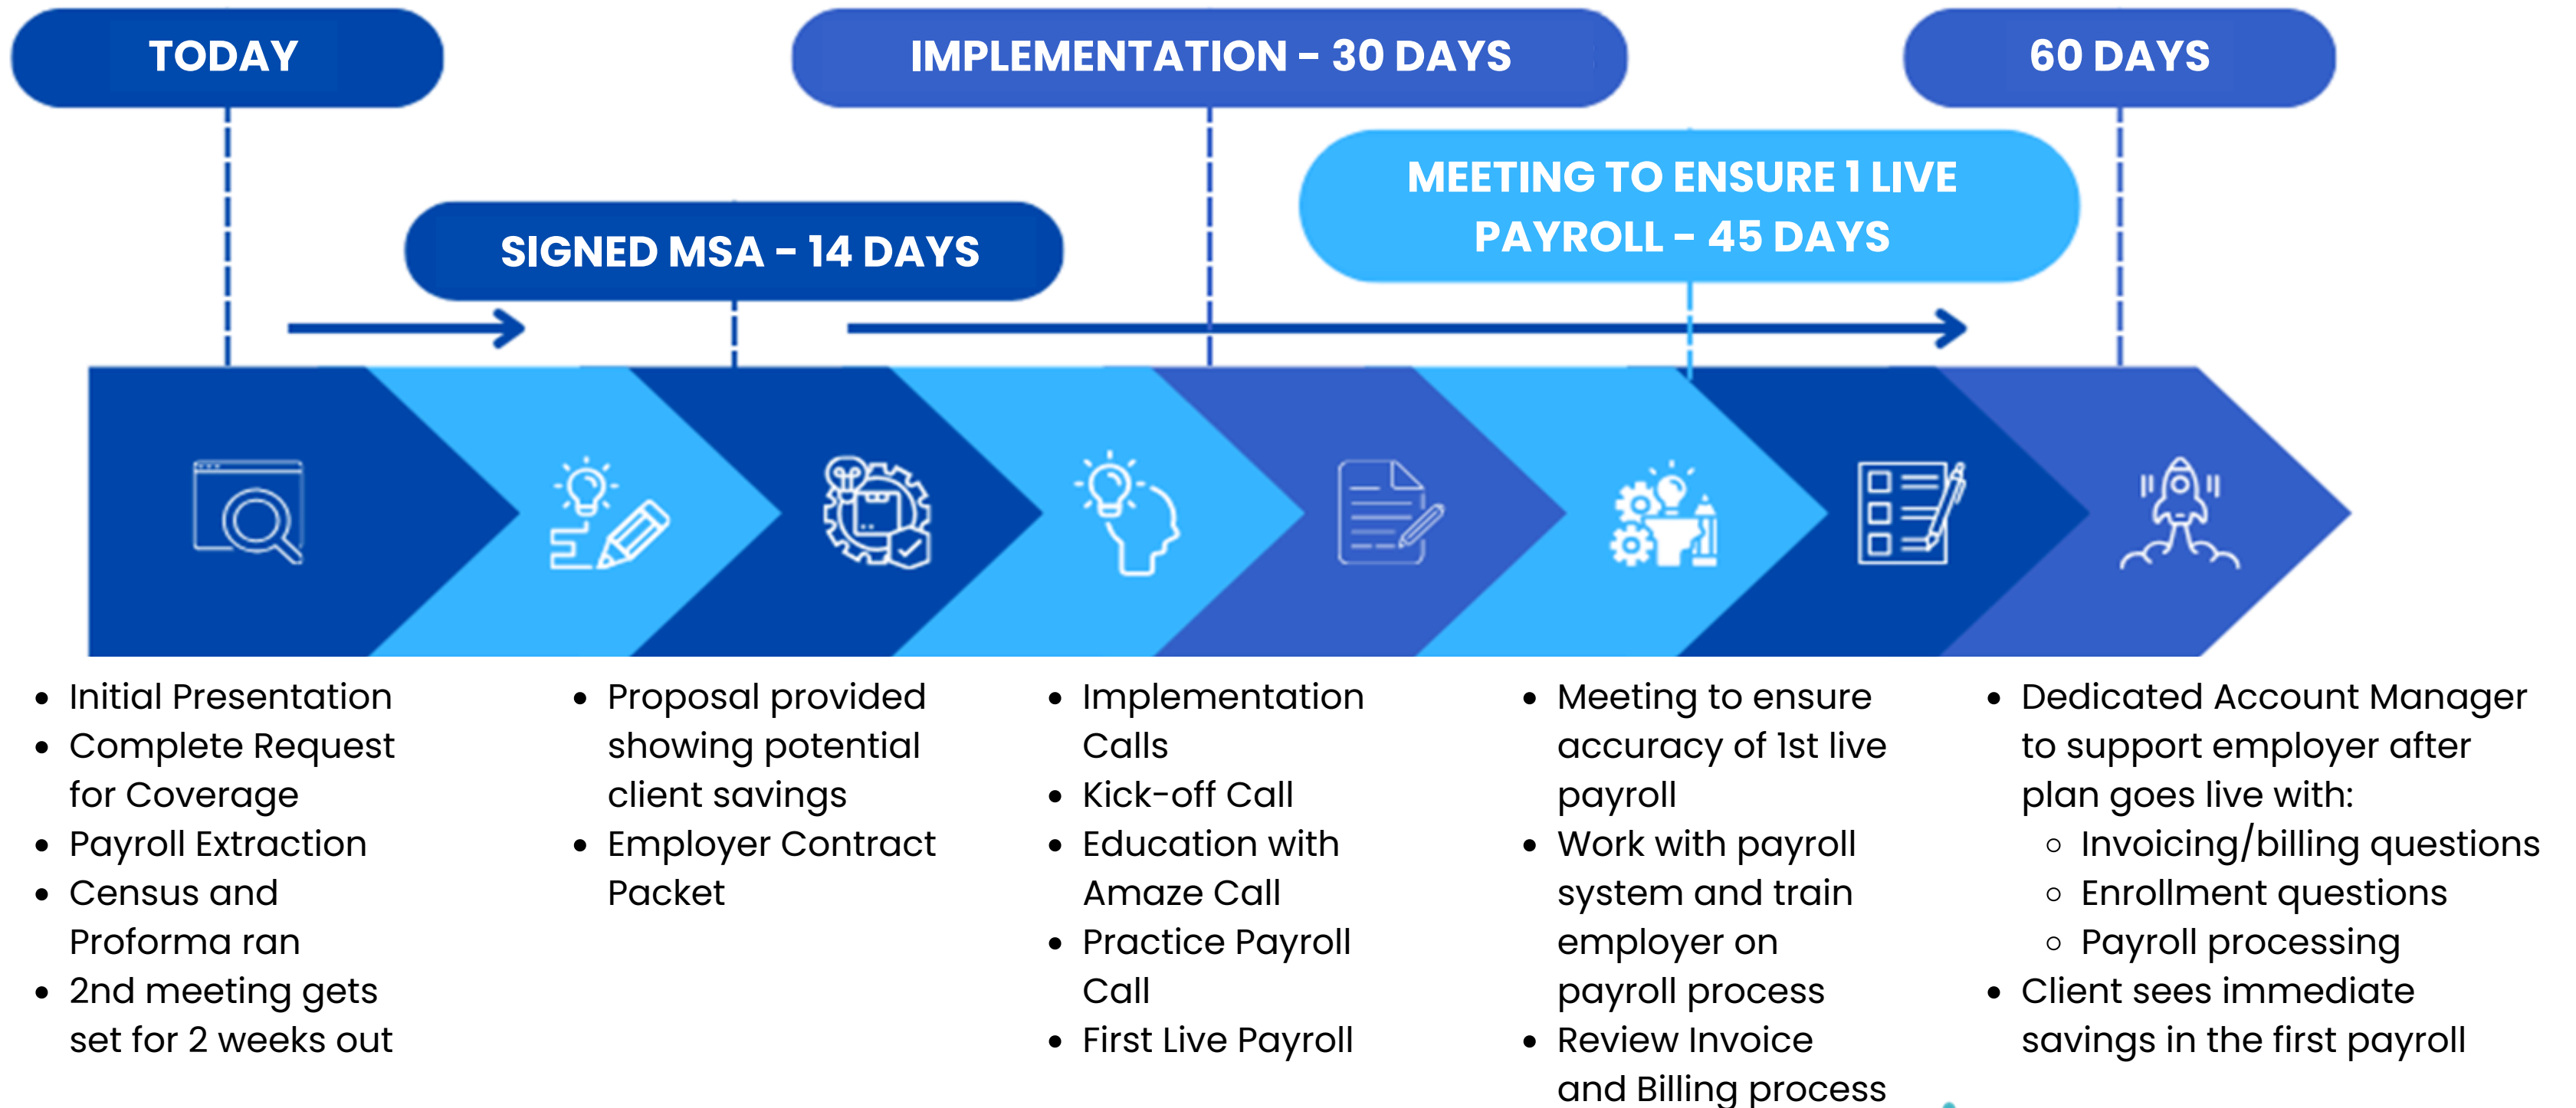 TODAY
IMPLEMENTATION - 30 DAYS
60 DAYS
MEETING TO ENSURE 1 LIVE
PAYROLL - 45 DAYS
SIGNED MSA - 14 DAYS
• Initial Presentation
• Complete Request
for Coverage
• Payroll Extraction
• Census and
Proforma ran
• 2nd meeting gets
set for 2 weeks out
• Proposal provided
showing potential
client savings
• Employer Contract
Packet
• Implementation
Calls
• Kick-off Call
• Education with
Amaze Call
• Practice Payroll
Call
• First Live Payroll
• Meeting to ensure
accuracy of 1st live
payroll
• Work with payroll
system and train
employer on
payroll process
• Review Invoice
and Billing process
• Dedicated Account Manager
to support employer after
plan goes live with:
◦ Invoicing/billing questions
◦ Enrollment questions
◦ Payroll processing
• Client sees immediate
savings in the first payroll